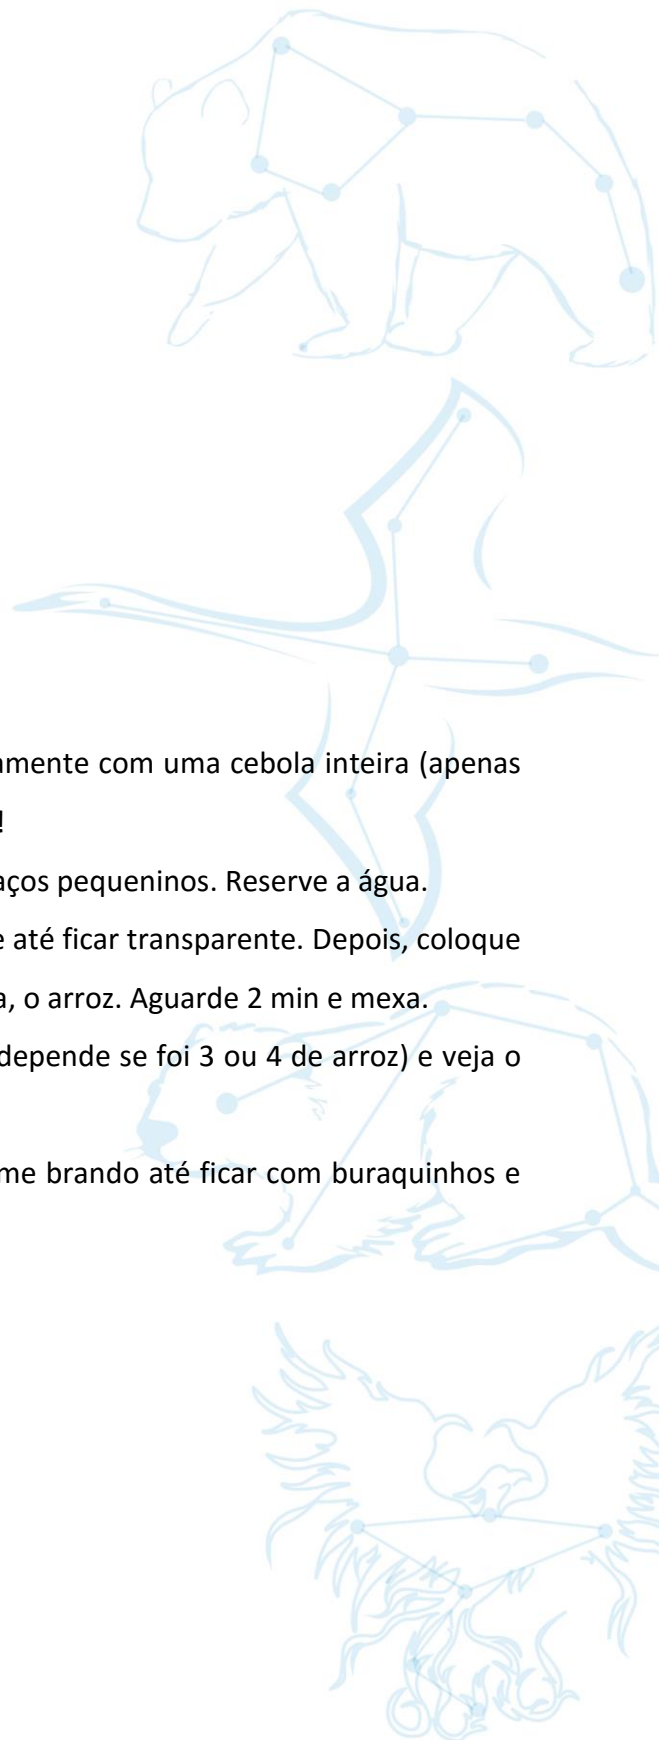 mente com uma cebola inteira (apenas
!
aços pequeninos. Reserve a água.
até ficar transparente. Depois, coloque
a, o arroz. Aguarde 2 min e mexa.
depende se foi 3 ou 4 de arroz) e veja o
me brando até ficar com buraquinhos e